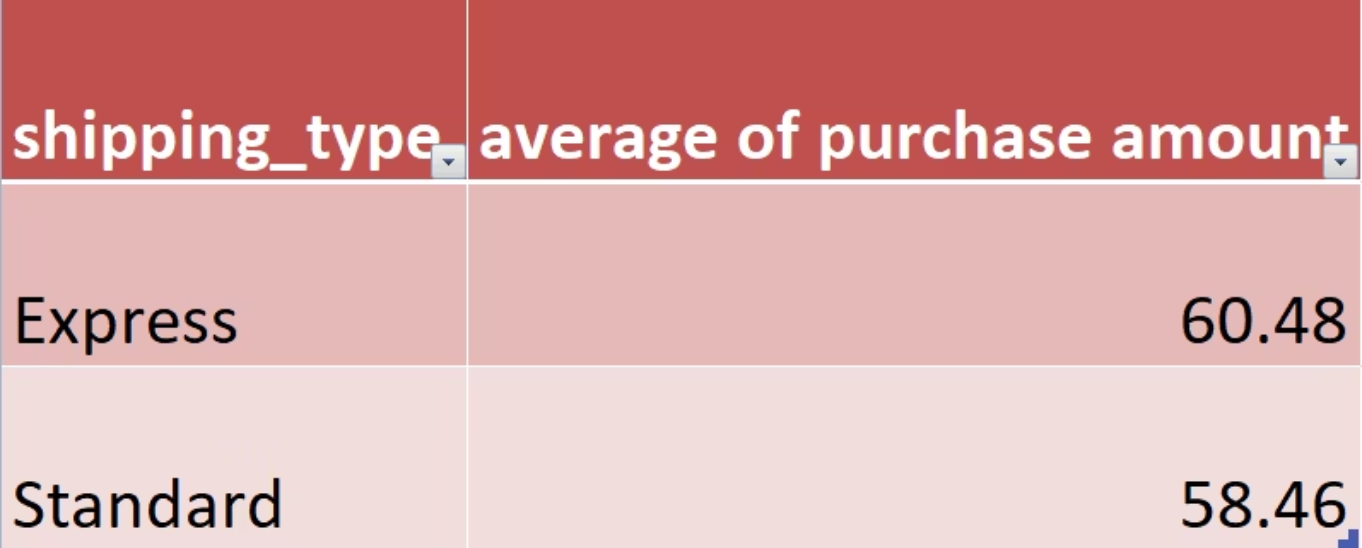 shipping_type average of purchase amount
Express 60.48
Standard 58.46